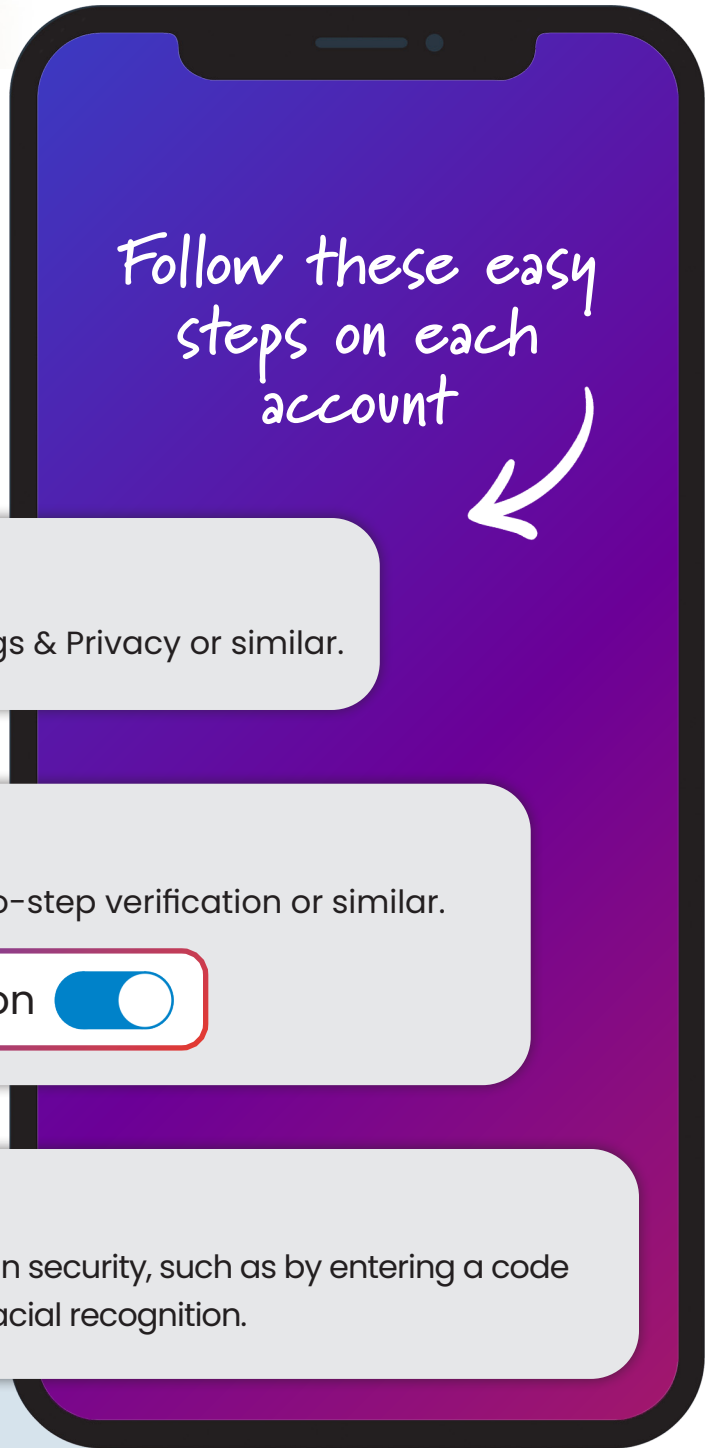 Follow these easy
steps on each
account
gs & Privacy or similar.
o-step verification or similar.
on
n security, such as by entering a code
acial recognition.